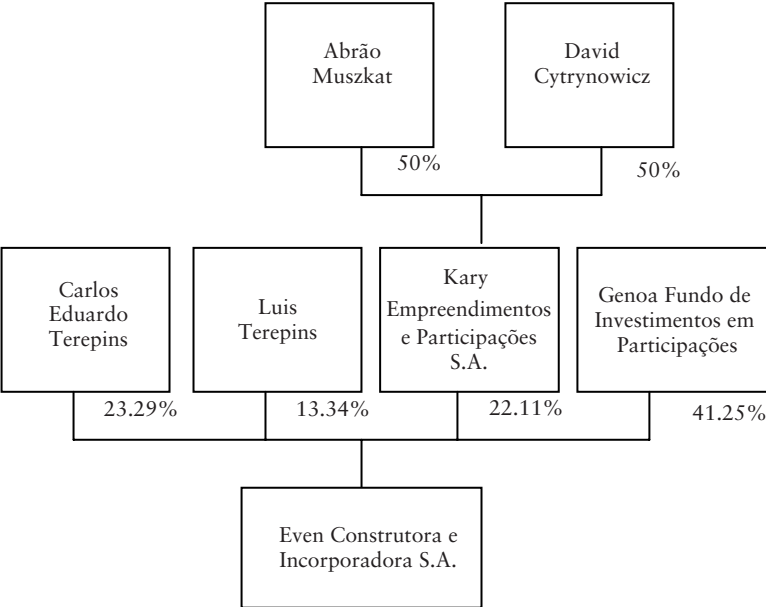 Abrão
Muszkat
David
Cytrynowicz
50%
50%
Carlos
Eduardo
Terepins
Luis
Terepins
Kary
Empreendimentos
e Participações
S.A.
Genoa Fundo de
Investimentos em
Participações
23.29%
13.34%
22.11%
41.25%
Even Construtora e
Incorporadora S.A.